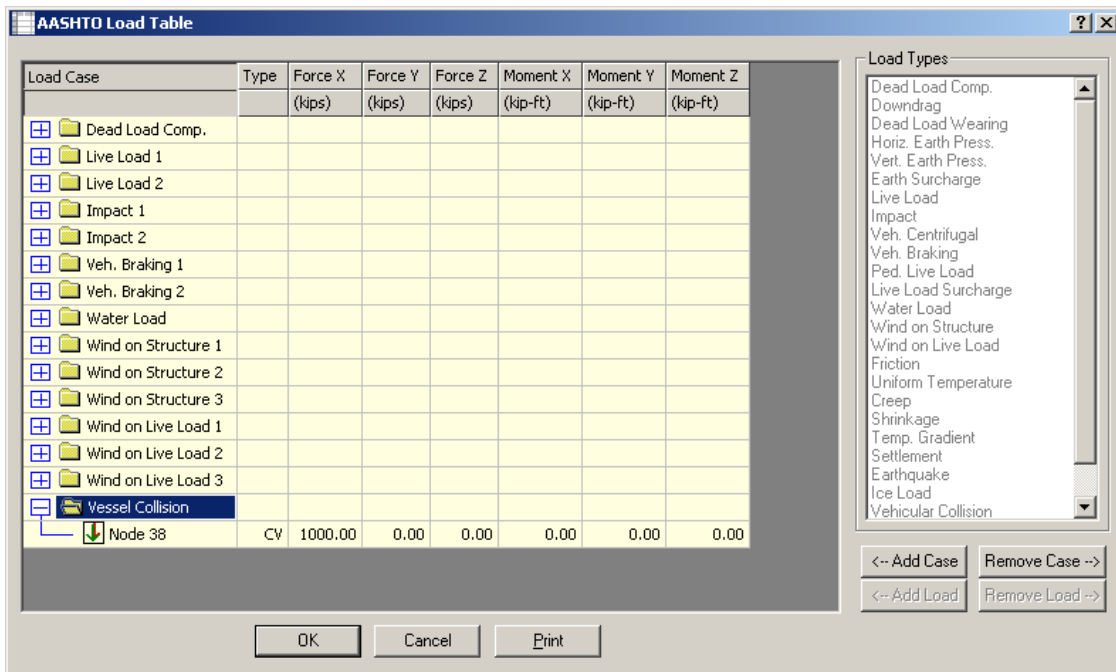 AASHTO Load Table
Load Case Type Force X Force Y Force Z Moment X Moment Y Moment Z
(kips) (kips) (kips) (kip-ft) (kip-ft) (kip-ft)
Dead Load Comp.
Live Load 1
Live Load 2
Impact 1
Impact 2
Veh. Braking 1
Veh. Braking 2
Water Load
Wind on Structure 1
Wind on Structure 2
Wind on Structure 3
Wind on Live Load 1
Wind on Live Load 2
Wind on Live Load 3
Vessel Collision
Node 38 CV 1000.00 0.00 0.00 0.00 0.00 0.00
Load Types
Dead Load Comp.
Downdrag
Dead Load Wearing
Horiz. Earth Press.
Vert. Earth Press.
Earth Surcharge
Live Load
Impact
Veh. Centrifugal
Veh. Braking
Ped. Live Load
Live Load Surcharge
Water Load
Wind on Structure
Wind on Live Load
Friction
Uniform Temperature
Creep
Shrinkage
Temp. Gradient
Settlement
Earthquake
Ice Load
Vehicular Collision
<-- Add Case Remove Case -->
<-- Add Load Remove Load -->
OK Cancel Print